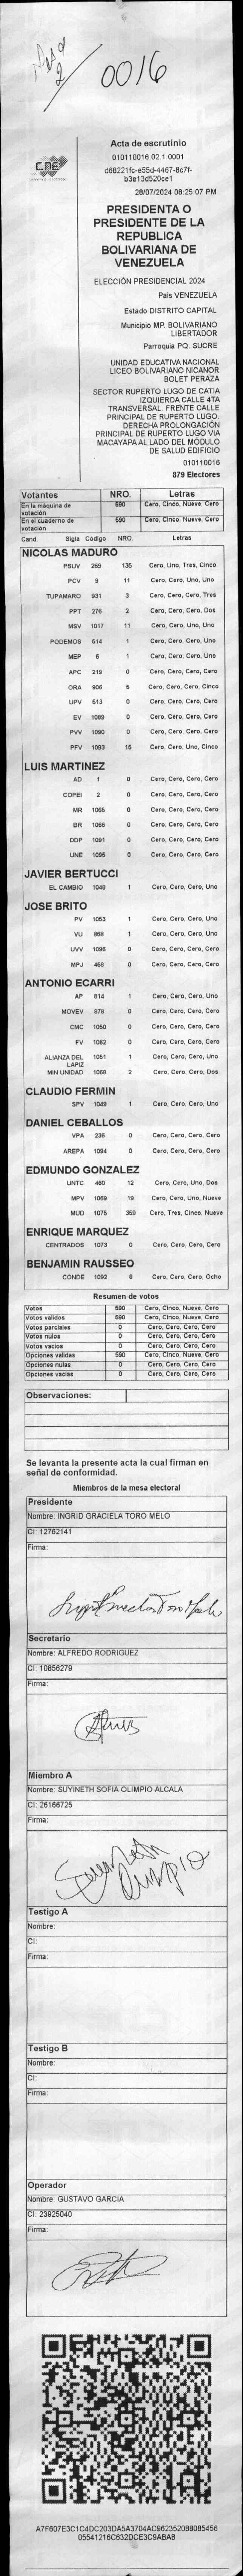 Mesa
2
0016
CNE
Acta de escrutinio
010110016.02.1.0001
d68221fc-e55d-4467-8c7f-
b3e13d520ce1
28/07/2024 08:25:07 PM
PRESIDENTA O
PRESIDENTE DE LA
REPUBLICA
BOLIVARIANA DE
VENEZUELA
ELECCIÓN PRESIDENCIAL 2024
Pais VENEZUELA
Estado DISTRITO CAPITAL
Municipio MP. BOLIVARIANO
LIBERTADOR
Parroquia PQ. SUCRE
UNIDAD EDUCATIVA NACIONAL
LICEO BOLIVARIANO NICANOR
BOLET PERAZA
SECTOR RUPERTO LUGO DE CATIA
IZQUIERDA CALLE 4TA
TRANSVERSAL. FRENTE CALLE
PRINCIPAL DE RUPERTO LUGO.
DERECHA PROLONGACIÓN
PRINCIPAL DE RUPERTO LUGO VIA
MACAYAPA AL LADO DEL MÓDULO
DE SALUD EDIFICIO
010110016
879 Electores
Votantes NRO. Letras
En la maquina de votación 590 Cero, Cinco, Nueve, Cero
En el cuaderno de votación 590 Cero, Cinco, Nueve, Cero
Cand. Sigla Codigo NRO. Letras
NICOLAS MADURO
PSUV 269 135 Cero, Uno, Tres, Cinco
PCV 9 11 Cero, Cero, Uno, Uno
TUPAMARO 931 3 Cero, Cero, Cero, Tres
PPT 276 2 Cero, Cero, Cero, Dos
MSV 1017 11 Cero, Cero, Uno, Uno
PODEMOS 514 1 Cero, Cero, Cero, Uno
MEP 6 1 Cero, Cero, Cero, Uno
APC 219 0 Cero, Cero, Cero, Cero
ORA 906 5 Cero, Cero, Cero, Cinco
UPV 513 0 Cero, Cero, Cero, Cero
EV 1089 0 Cero, Cero, Cero, Cero
PVV 1090 0 Cero, Cero, Cero, Cero
PFV 1093 15 Cero, Cero, Uno, Cinco
LUIS MARTINEZ
AD 1 0 Cero, Cero, Cero, Cero
COPEI 2 0 Cero, Cero, Cero, Cero
MR 1065 0 Cero, Cero, Cero, Cero
BR 1066 0 Cero, Cero, Cero, Cero
DDP 1091 0 Cero, Cero, Cero, Cero
UNE 1095 0 Cero, Cero, Cero, Cero
JAVIER BERTUCCI
EL CAMBIO 1048 1 Cero, Cero, Cero, Uno
JOSE BRITO
PV 1053 1 Cero, Cero, Cero, Uno
VU 868 1 Cero, Cero, Cero, Uno
UVV 1096 0 Cero, Cero, Cero, Cero
MPJ 458 0 Cero, Cero, Cero, Cero
ANTONIO ECARRI
AP 914 1 Cero, Cero, Cero, Uno
MOVEV 878 0 Cero, Cero, Cero, Cero
CMC 1050 0 Cero, Cero, Cero, Cero
FV 1062 0 Cero, Cero, Cero, Cero
ALIANZA DEL LAPIZ 1051 1 Cero, Cero, Cero, Uno
MIN UNIDAD 1088 2 Cero, Cero, Cero, Dos
CLAUDIO FERMIN
SPV 1049 1 Cero, Cero, Cero, Uno
DANIEL CEBALLOS
VPA 236 0 Cero, Cero, Cero, Cero
AREPA 1094 0 Cero, Cero, Cero, Cero
EDMUNDO GONZALEZ
UNTC 460 12 Cero, Cero, Uno, Dos
MPV 1069 19 Cero, Cero, Uno, Nueve
MUD 1075 359 Cero, Tres, Cinco, Nueve
ENRIQUE MARQUEZ
CENTRADOS 1073 0 Cero, Cero, Cero, Cero
BENJAMIN RAUSSEO
CONDE 1092 8 Cero, Cero, Cero, Ocho
Resumen de votos
Votos 590 Cero, Cinco, Nueve, Cero
Votos validos 590 Cero, Cinco, Nueve, Cero
Votos parciales 0 Cero, Cero, Cero, Cero
Votos nulos 0 Cero, Cero, Cero, Cero
Votos vacios 0 Cero, Cero, Cero, Cero
Opciones validas 590 Cero, Cinco, Nueve, Cero
Opciones nulas 0 Cero, Cero, Cero, Cero
Opciones vacias 0 Cero, Cero, Cero, Cero
Observaciones:
Se levanta la presente acta la cual firman en
señal de conformidad.
Miembros de la mesa electoral
Presidente
Nombre: INGRID GRACIELA TORO MELO
CI: 12762141
Firma:
Secretario
Nombre: ALFREDO RODRIGUEZ
CI: 10856279
Firma:
Miembro A
Nombre: SUYINETH SOFIA OLIMPIO ALCALA
CI: 26166725
Firma:
Suyineth
Olimpio
Testigo A
Nombre:
CI:
Firma:
Testigo B
Nombre:
CI:
Firma:
Operador
Nombre: GUSTAVO GARCIA
CI: 23925040
Firma:
A7F607E3C1C4DC203DA5A3704AC962352088085456
05541216C632DCE3C9ABA8